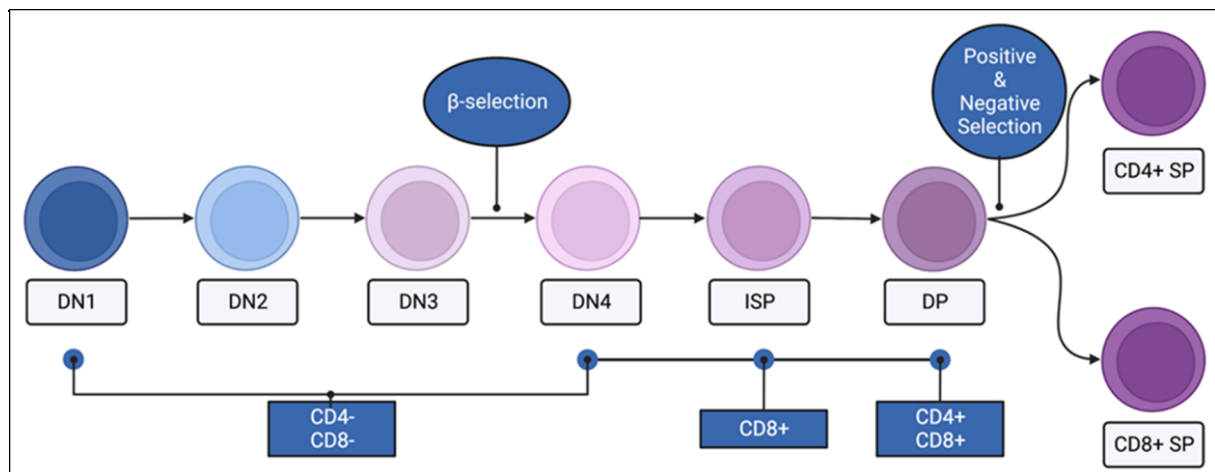 β-selection
Positive
&
Negative
Selection
CD4+ SP
DN1
DN2
DN3
DN4
ISP
DP
CD4-
CD8-
CD8+
CD4+
CD8+
CD8+ SP